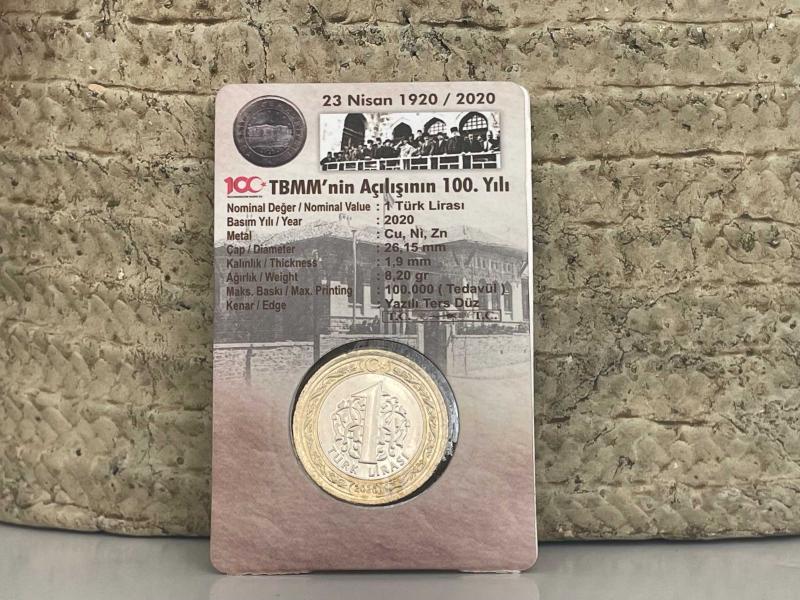 23 Nisan 1920 / 2020
100 TBMM'nin Açılışının 100. Yılı
Nominal Değer / Nominal Value : 1 Türk Lirası
Basım Yılı / Year : 2020
Metal : Cu, Nİ, Zn
Çap / Diameter : 26,15 mm
Kalınlık / Thickness : 1,9 mm
Ağırlık / Weight : 8,20 gr
Maks. Baskı / Max. Printing : 100.000 ( Tedavül )
Kenar / Edge : Yazılı Ters Düz
T.C. T.C.
1
TÜRK LİRASI
2020